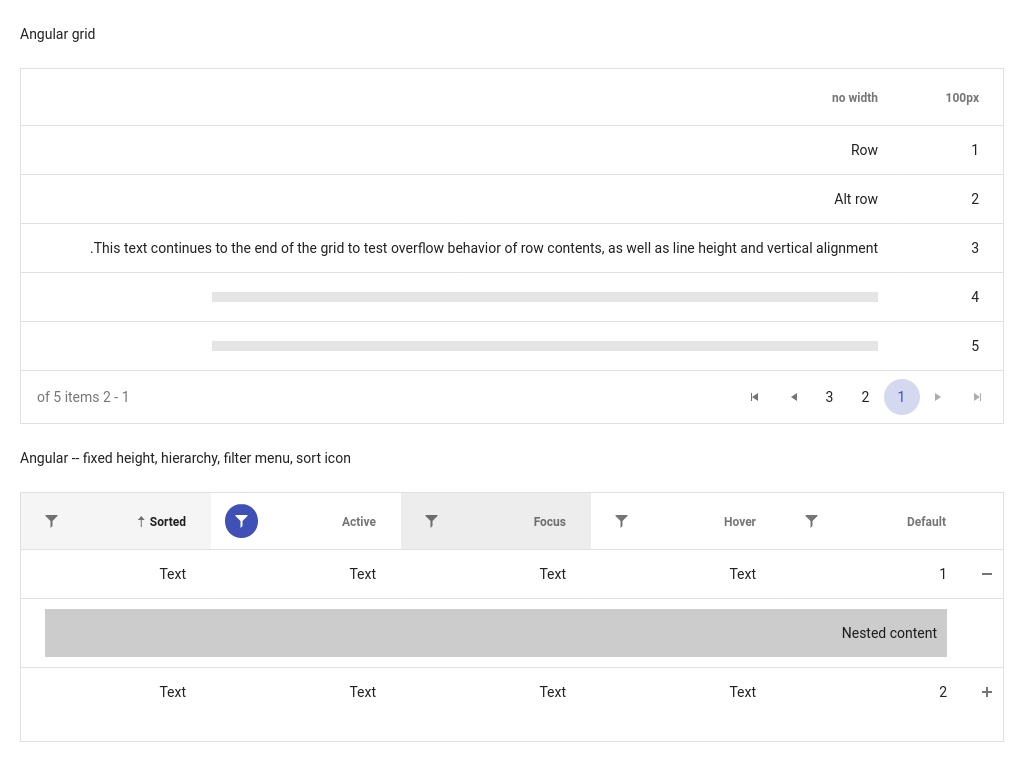 Angular grid
100px no width
1 Row
2 Alt row
3 This text continues to the end of the grid to test overflow behavior of row contents, as well as line height and vertical alignment.
4
5
1 2 3 of 5 items 2 - 1
Angular -- fixed height, hierarchy, filter menu, sort icon
Default Hover Focus Active Sorted ↑
1 Text Text Text Text
Nested content
2 Text Text Text Text